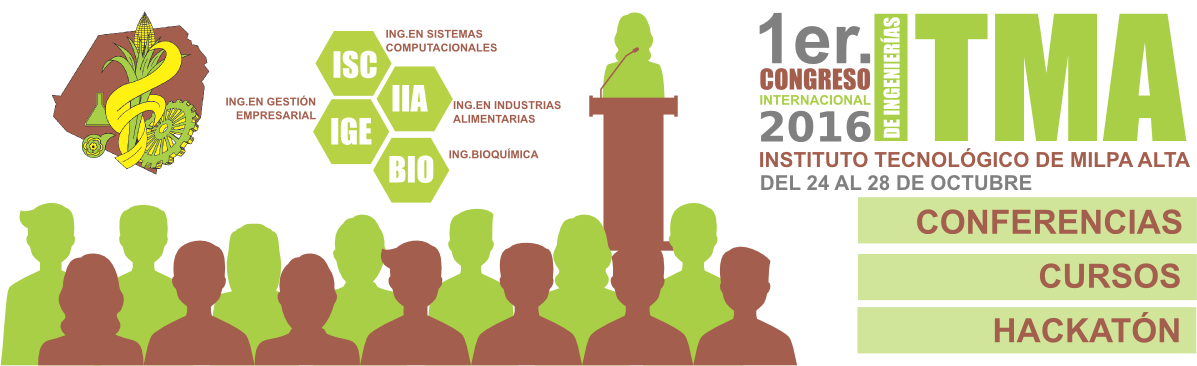 ING.EN SISTEMAS
COMPUTACIONALES
ISC
IIA
ING.EN GESTIÓN
EMPRESARIAL
ING.EN INDUSTRIAS
ALIMENTARIAS
IGE
BIO
ING.BIOQUÍMICA
1er.
CONGRESO
INTERNACIONAL
2016
DE INGENIERÍAS
ITMA
INSTITUTO TECNOLÓGICO DE MILPA ALTA
DEL 24 AL 28 DE OCTUBRE
CONFERENCIAS
CURSOS
HACKATÓN